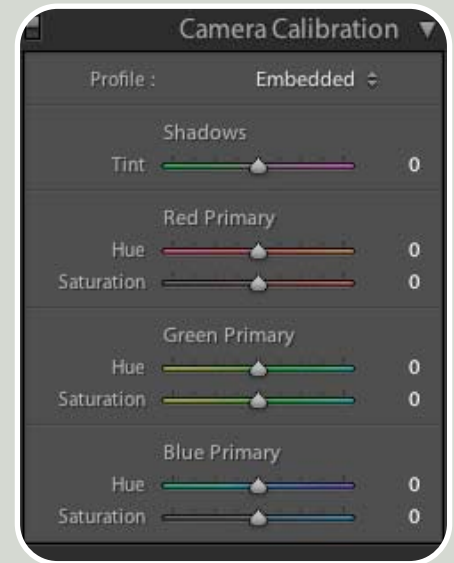 Camera Calibration
Profile : Embedded
Shadows
Tint 0
Red Primary
Hue 0
Saturation 0
Green Primary
Hue 0
Saturation 0
Blue Primary
Hue 0
Saturation 0